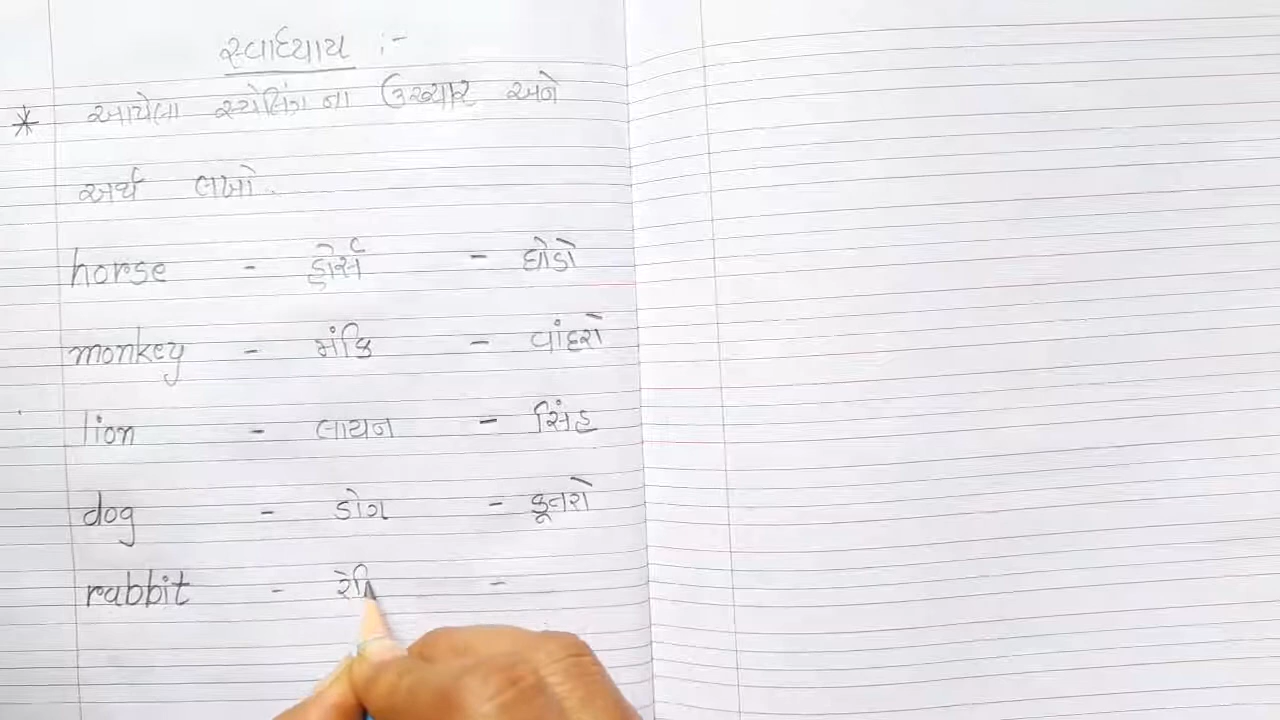 સ્વાધ્યાય :-
* આપેલા સ્પેલિંગ ના ઉચ્ચાર અને
અર્થ લખો.
horse - હોર્સ - ઘોડો
monkey - મંકિ - વાંદરો
lion - લાયન - સિંહ
dog - ડોગ - કૂતરો
rabbit - રેિ -